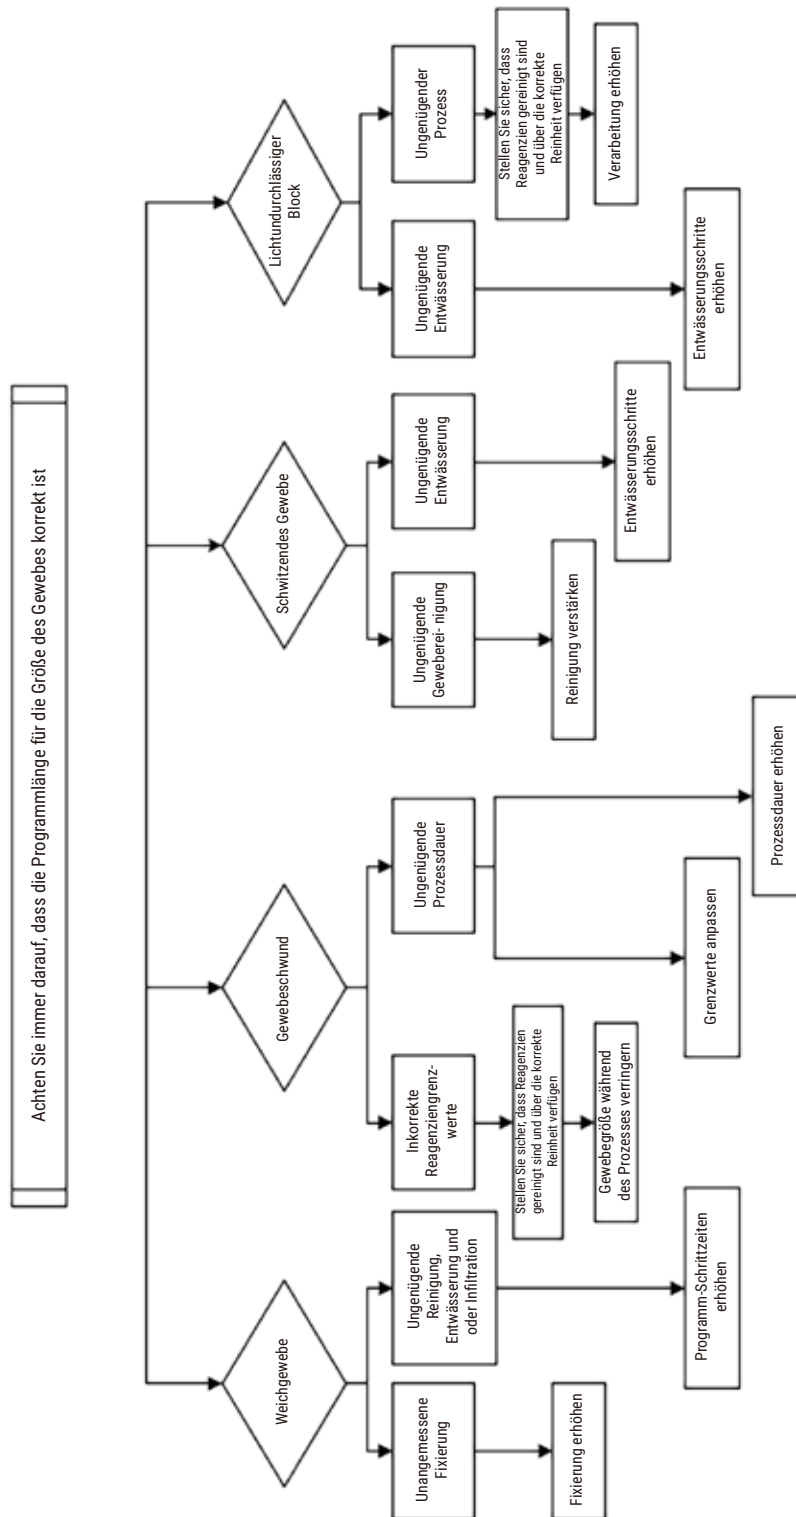 Achten Sie immer darauf, dass die Programmlänge für die Größe des Gewebes korrekt ist
Weichgewebe
Gewebeschwund
Schwitzendes Gewebe
Lichtundurchlässiger
Block
Unangemessene
Fixierung
Ungenügende
Reinigung,
Entwässerung und
oder Infiltration
Inkorrekte
Reagenziengrenz-
werte
Ungenügende
Prozessdauer
Ungenügende
Geweberei- nigung
Ungenügende
Entwässerung
Ungenügende
Entwässerung
Ungenügender
Prozess
Stellen Sie sicher, dass Reagenzien
gereinigt sind und über die korrekte
Reinheit verfügen
Stellen Sie sicher, dass
Reagenzien gereinigt sind
und über die korrekte
Reinheit verfügen
Fixierung erhöhen
Gewebegröße während
des Prozesses verringern
Reinigung verstärken
Entwässerungsschritte
erhöhen
Verarbeitung erhöhen
Programm-Schrittzeiten
erhöhen
Grenzwerte anpassen
Entwässerungsschritte
erhöhen
Prozessdauer erhöhen